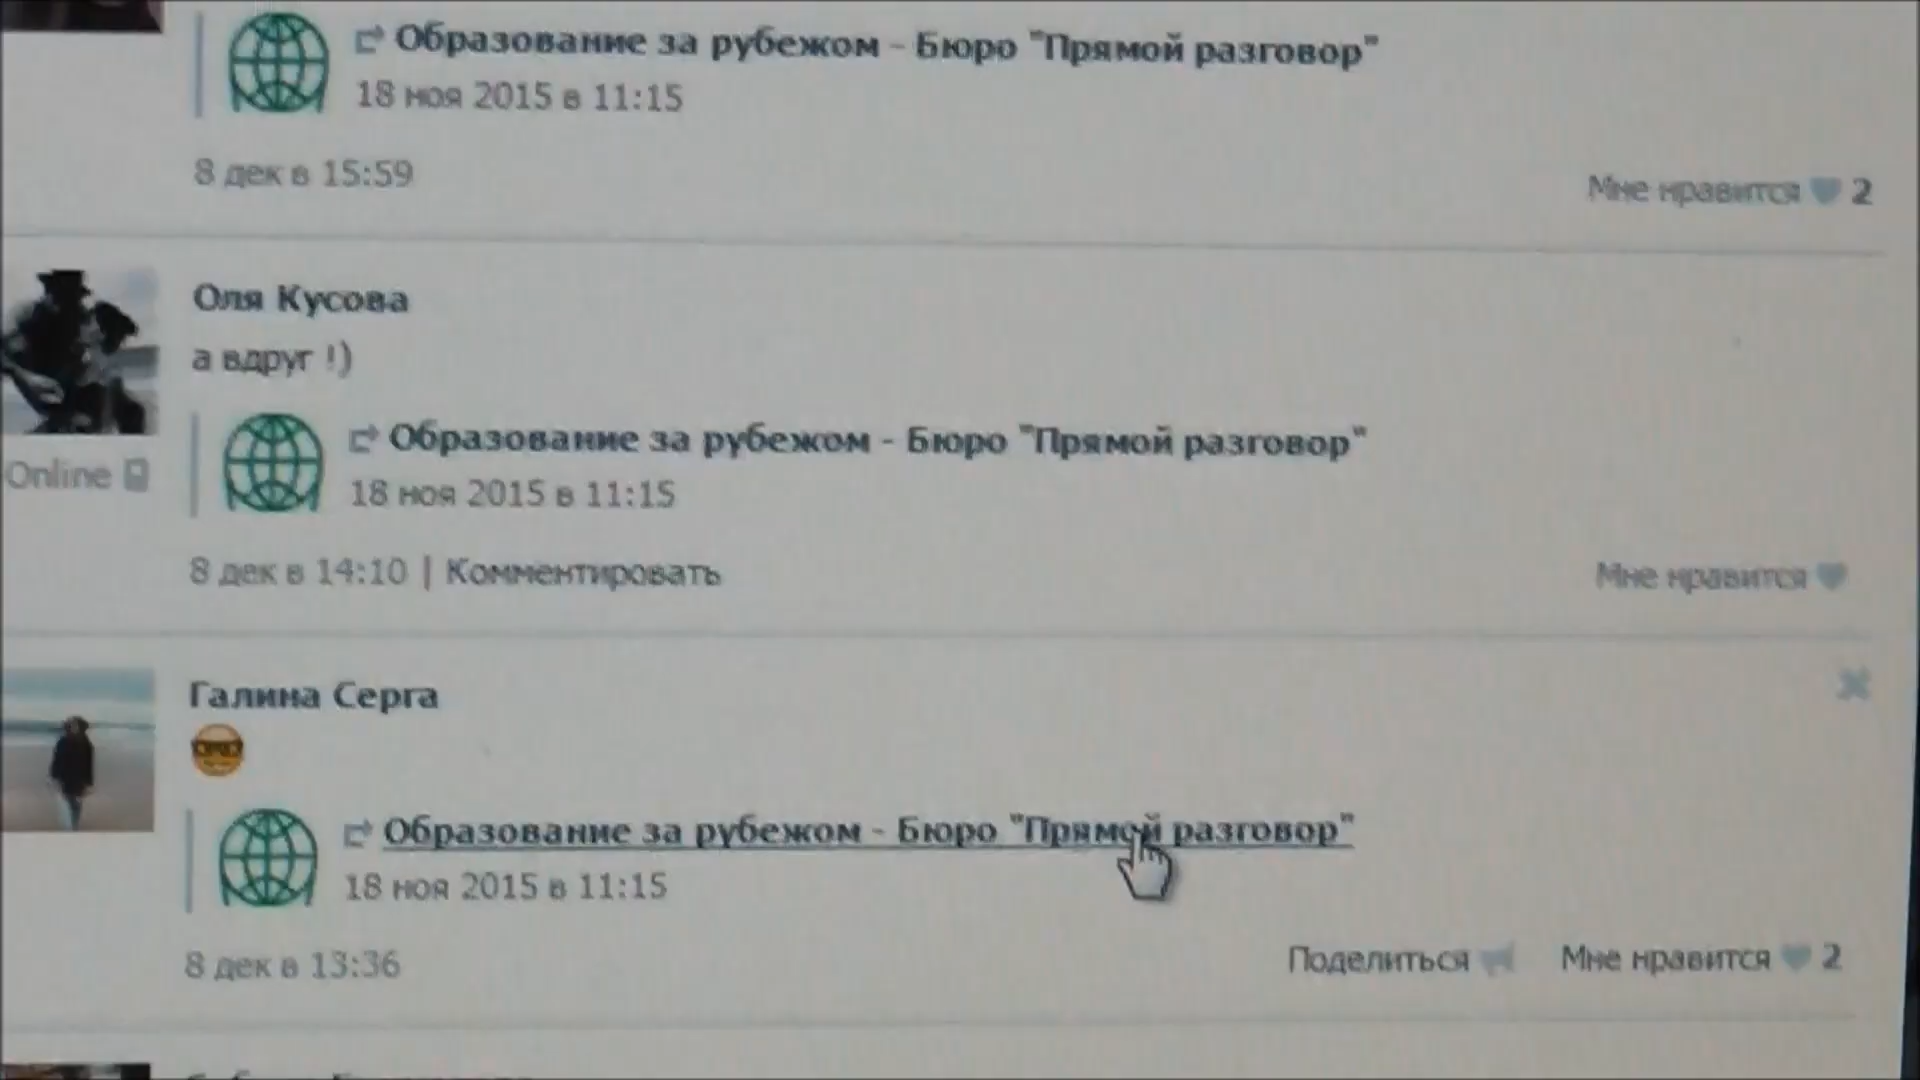 Образование за рубежом - Бюро "Прямой разговор"
18 ноя 2015 в 11:15
8 дек в 15:59
Мне нравится 2
Оля Кусова
а вдруг !)
Образование за рубежом - Бюро "Прямой разговор"
Online
18 ноя 2015 в 11:15
8 дек в 14:10 | Комментировать
Мне нравится
Галина Серга
Образование за рубежом - Бюро "Прямой разговор"
18 ноя 2015 в 11:15
8 дек в 13:36
Поделиться Мне нравится 2